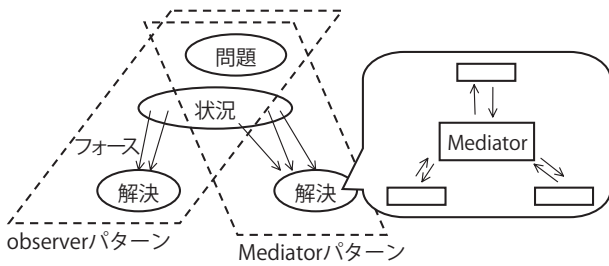 問題
状況
フォース
解決
解決
observerパターン
Mediatorパターン
Mediator